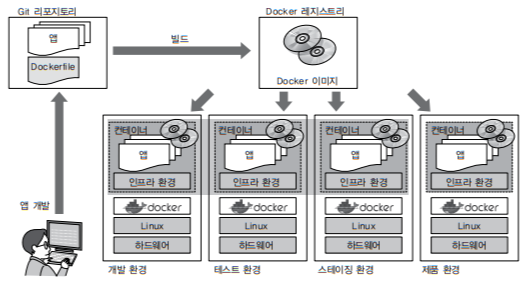 Git 리포지토리
앱
Dockerfile
빌드
Docker 레지스트리
Docker 이미지
앱 개발
컨테이너
앱
인프라 환경
docker
Linux
하드웨어
개발 환경
컨테이너
앱
인프라 환경
docker
Linux
하드웨어
테스트 환경
컨테이너
앱
인프라 환경
docker
Linux
하드웨어
스테이징 환경
컨테이너
앱
인프라 환경
docker
Linux
하드웨어
제품 환경